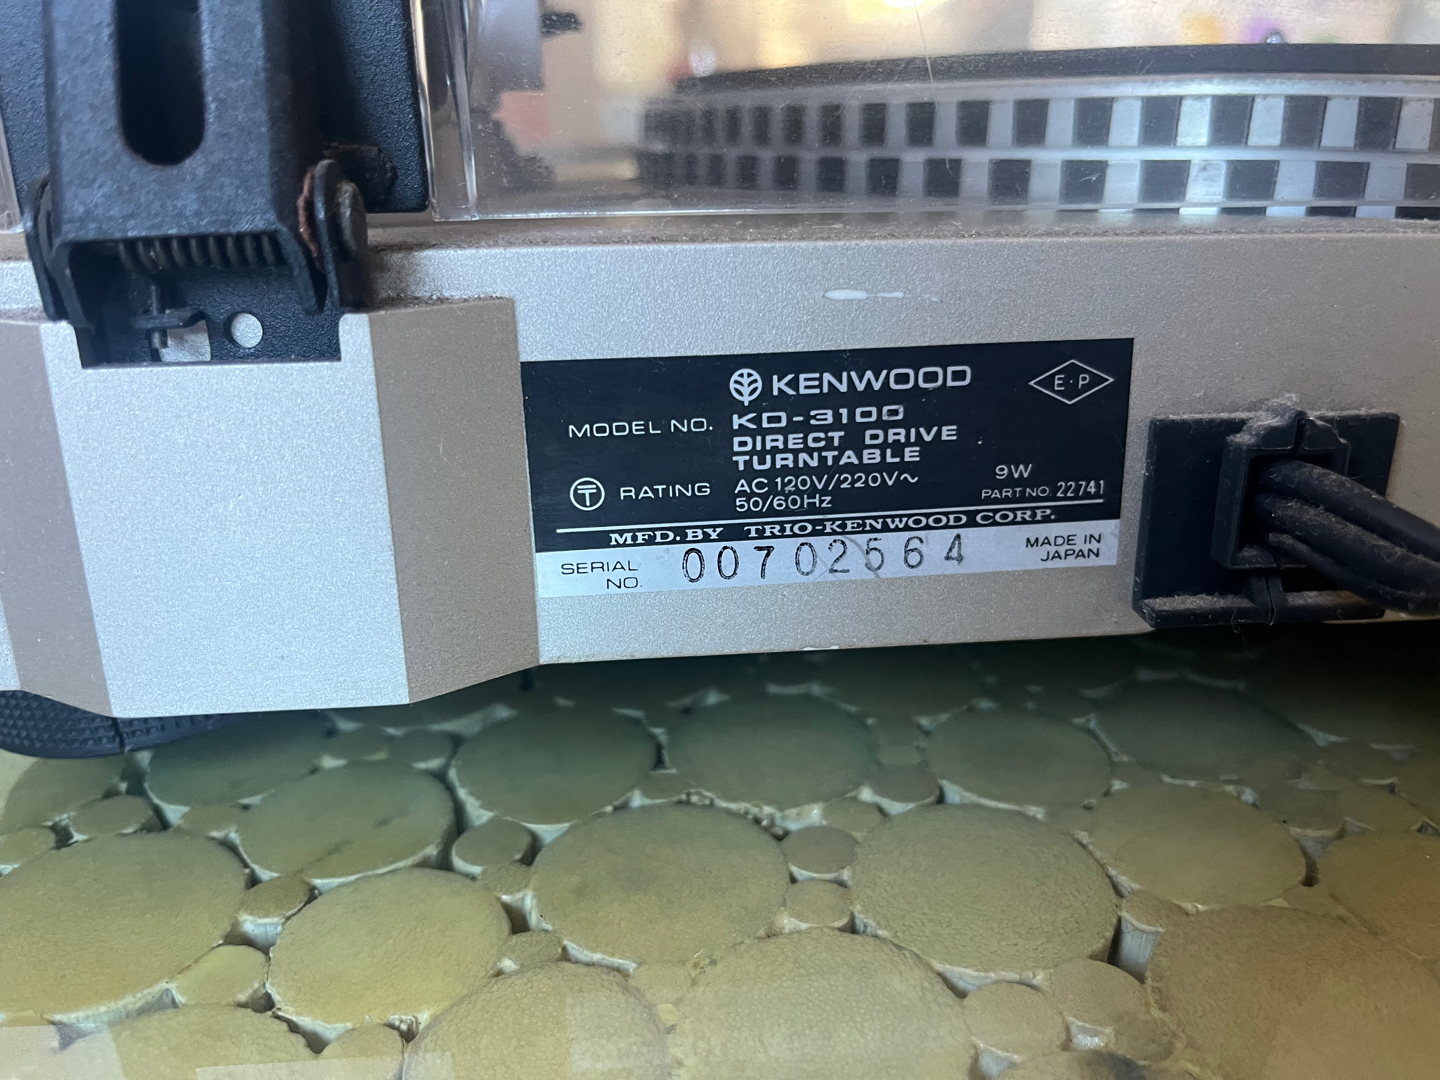 KENWOOD
E·P
MODEL NO. KD-3100
DIRECT DRIVE
TURNTABLE
T RATING AC 120V/220V~ 9W
50/60Hz PART NO. 22741
MFD. BY TRIO-KENWOOD CORP.
SERIAL NO. 00702564
MADE IN
JAPAN